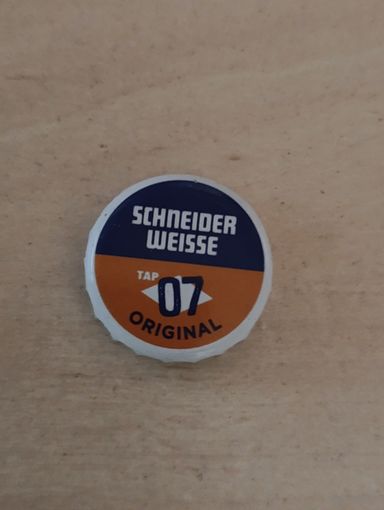 SCHNEIDER
WEISSE
TAP
07
ORIGINAL